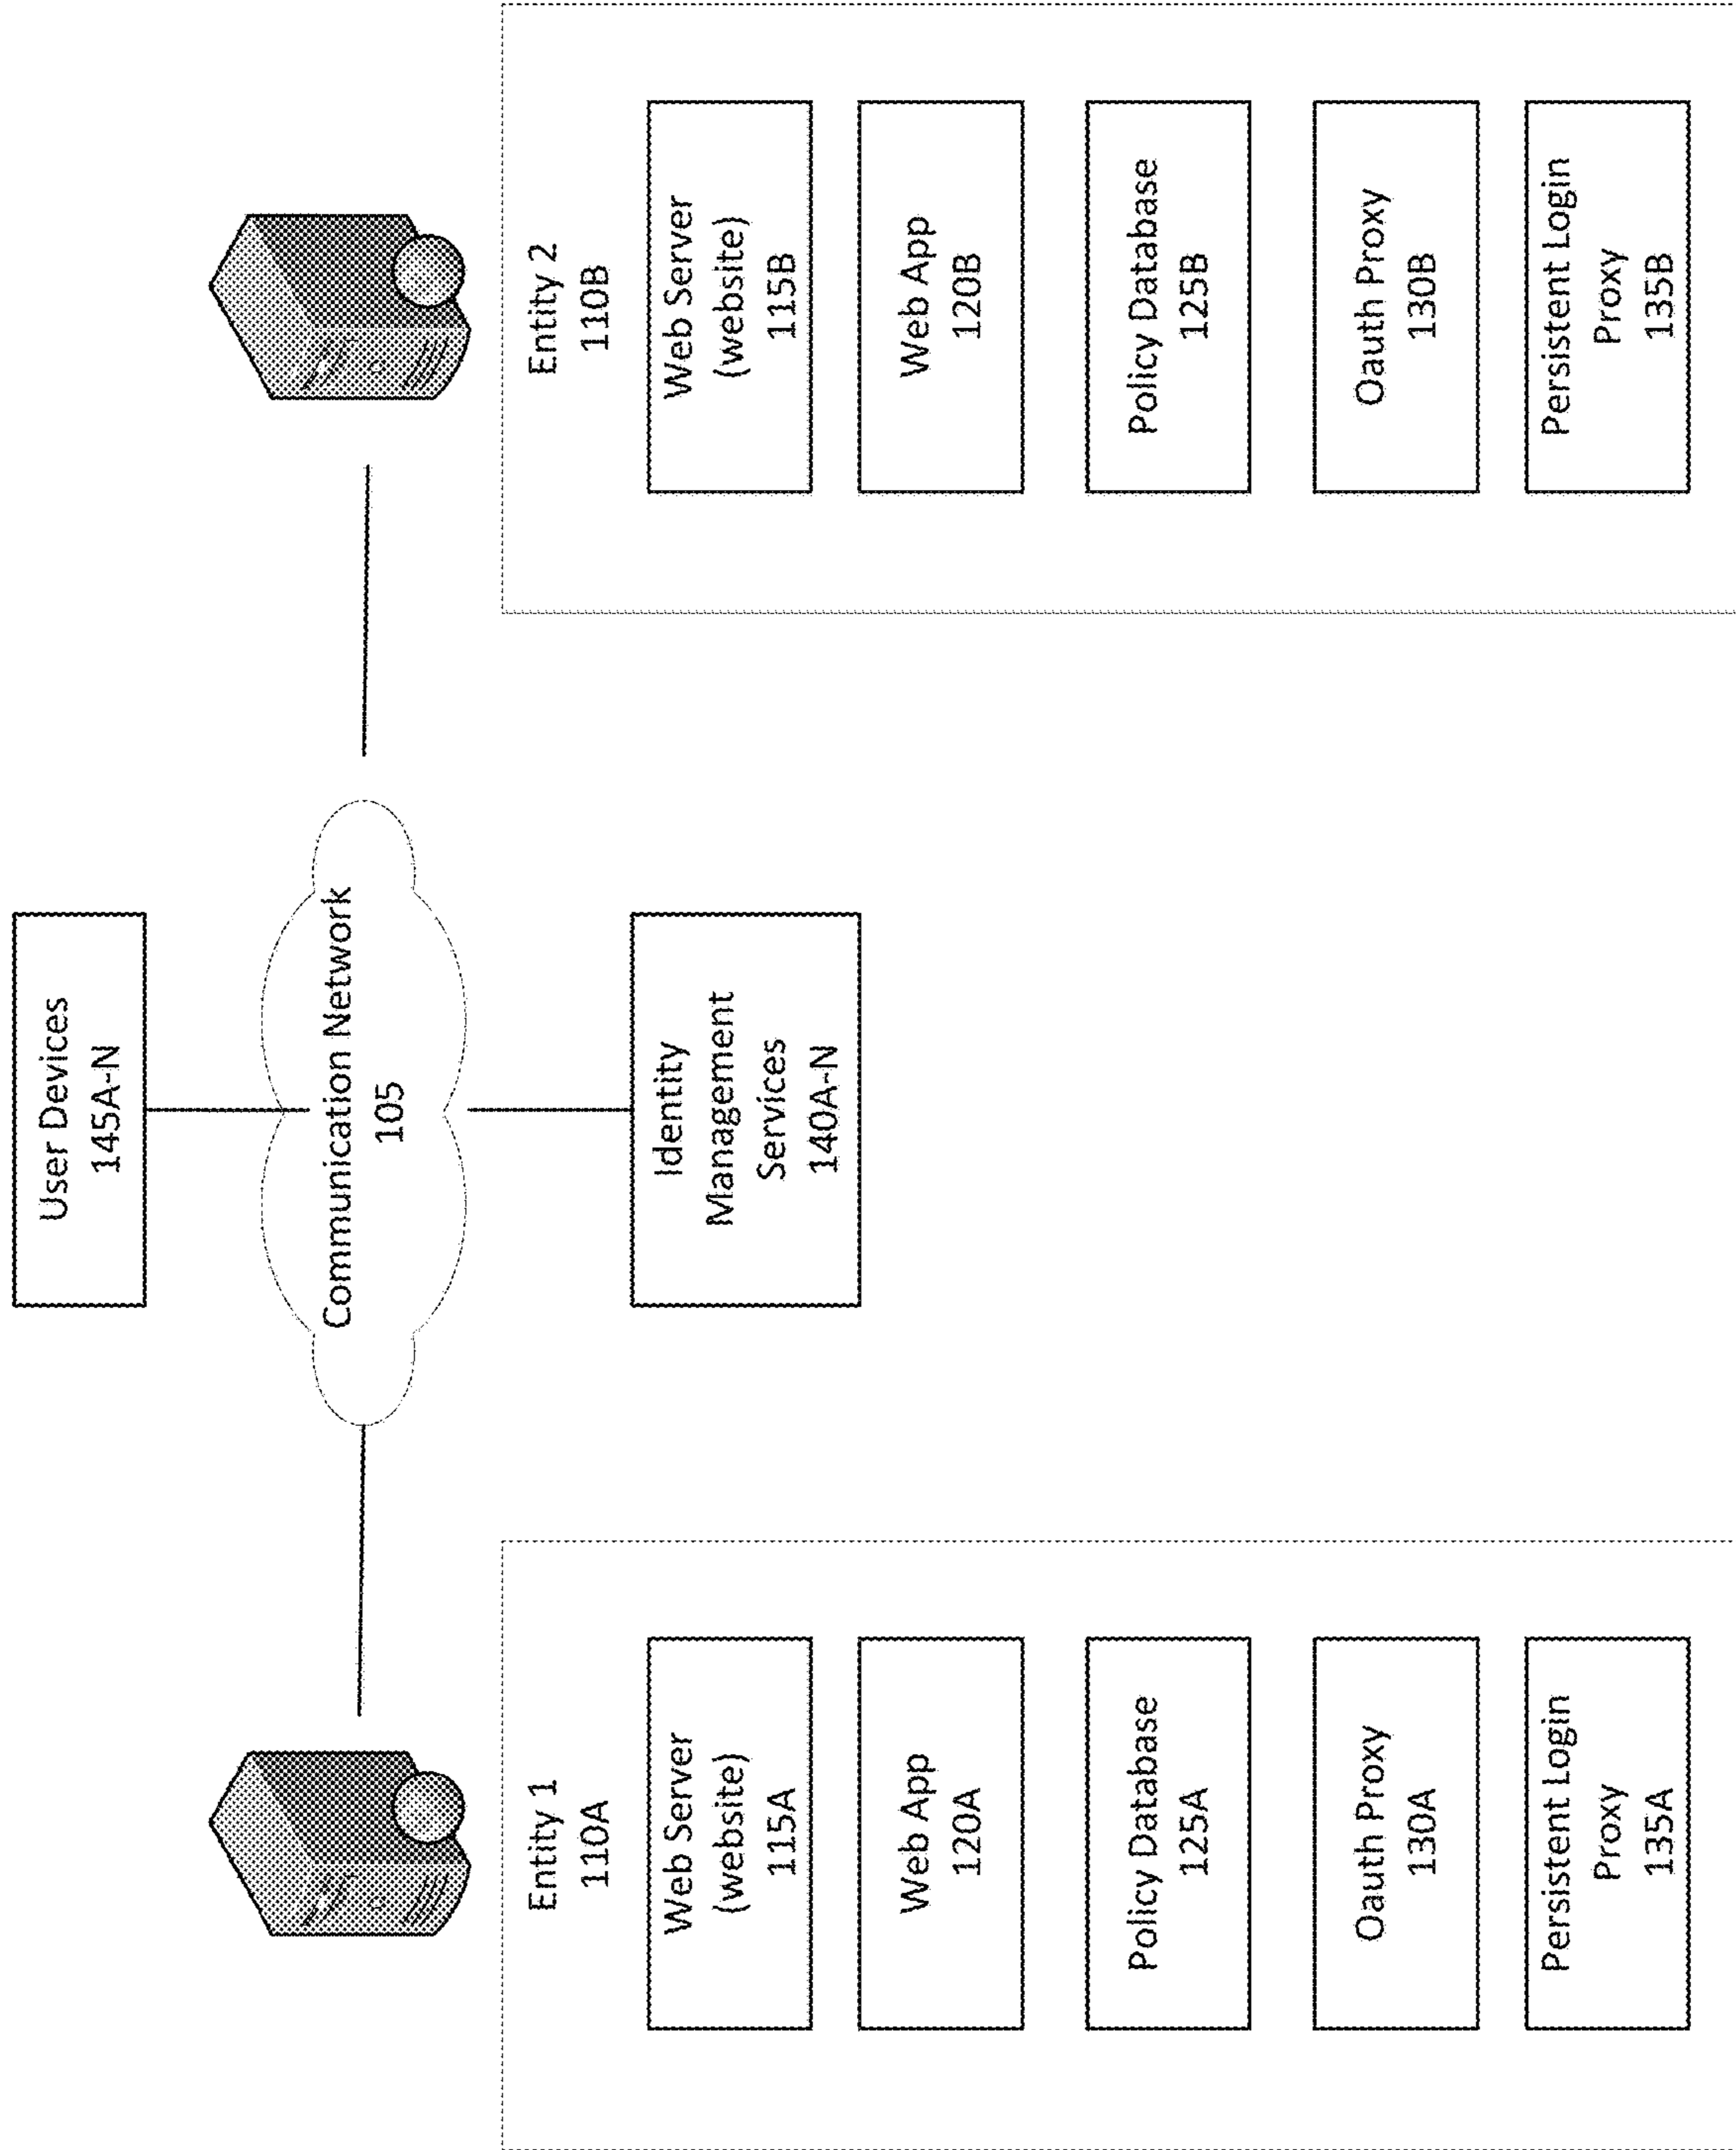 User Devices
145A-N
Communication Network
105
Identity
Management
Services
140A-N
Entity 1
110A
Web Server
(website)
115A
Web App
120A
Policy Database
125A
Oauth Proxy
130A
Persistent Login
Proxy
135A
Entity 2
110B
Web Server
(website)
115B
Web App
120B
Policy Database
125B
Oauth Proxy
130B
Persistent Login
Proxy
135B